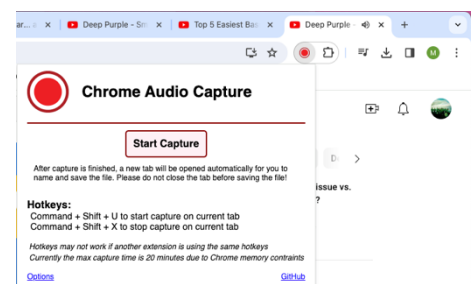 Deep Purple - Sm
Top 5 Easiest Bas
Deep Purple -
M
Chrome Audio Capture
Start Capture
After capture is finished, a new tab will be opened automatically for you to
name and save the file. Please do not close the tab before saving the file!
issue vs.
?
Hotkeys:
Command + Shift + U to start capture on current tab
Command + Shift + X to stop capture on current tab
Hotkeys may not work if another extension is using the same hotkeys
Currently the max capture time is 20 minutes due to Chrome memory contraints
Options
GitHub